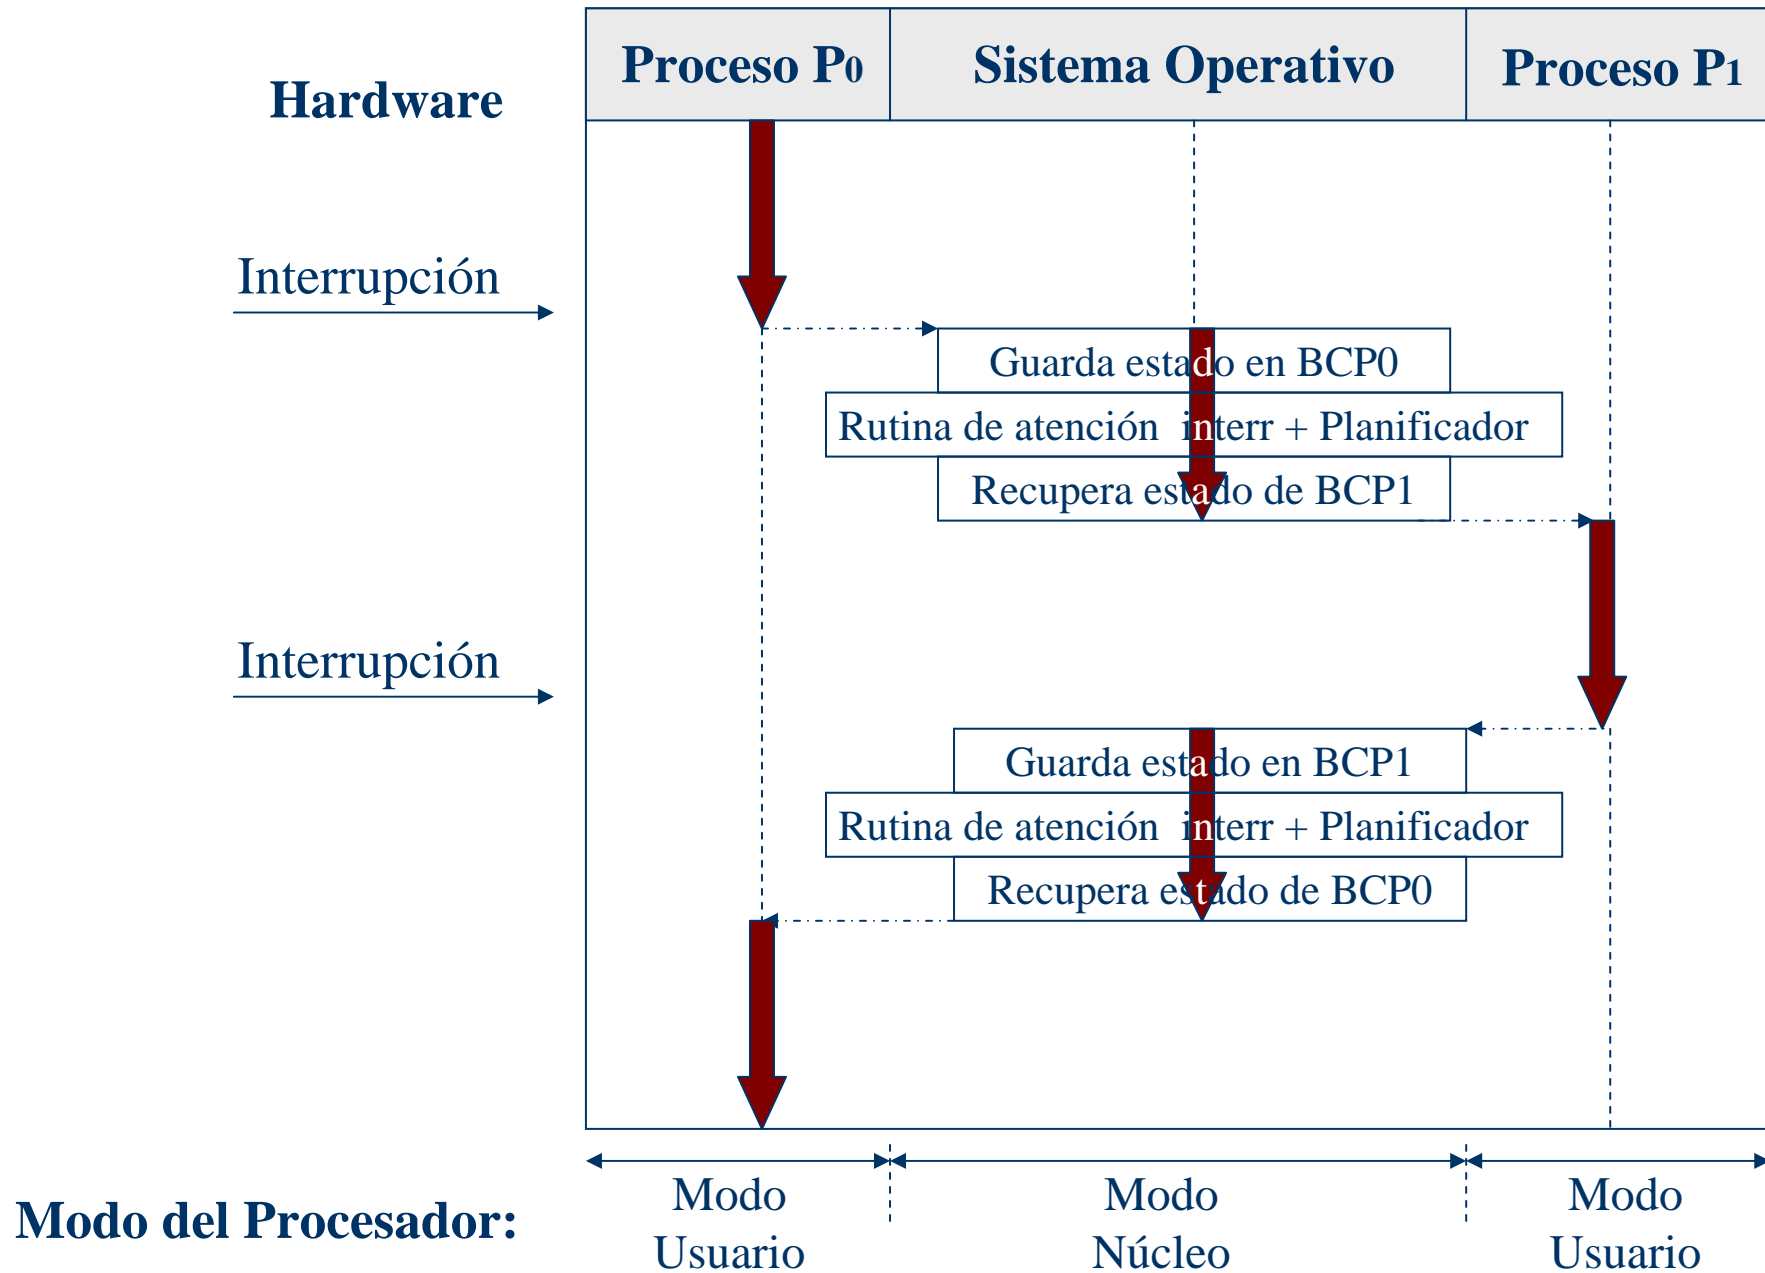 Hardware
Proceso P0
Sistema Operativo
Proceso P1
Interrupción
Guarda estado en BCP0
Rutina de atención interr + Planificador
Recupera estado de BCP1
Interrupción
Guarda estado en BCP1
Rutina de atención interr + Planificador
Recupera estado de BCP0
Modo del Procesador:
Modo
Usuario
Modo
Núcleo
Modo
Usuario